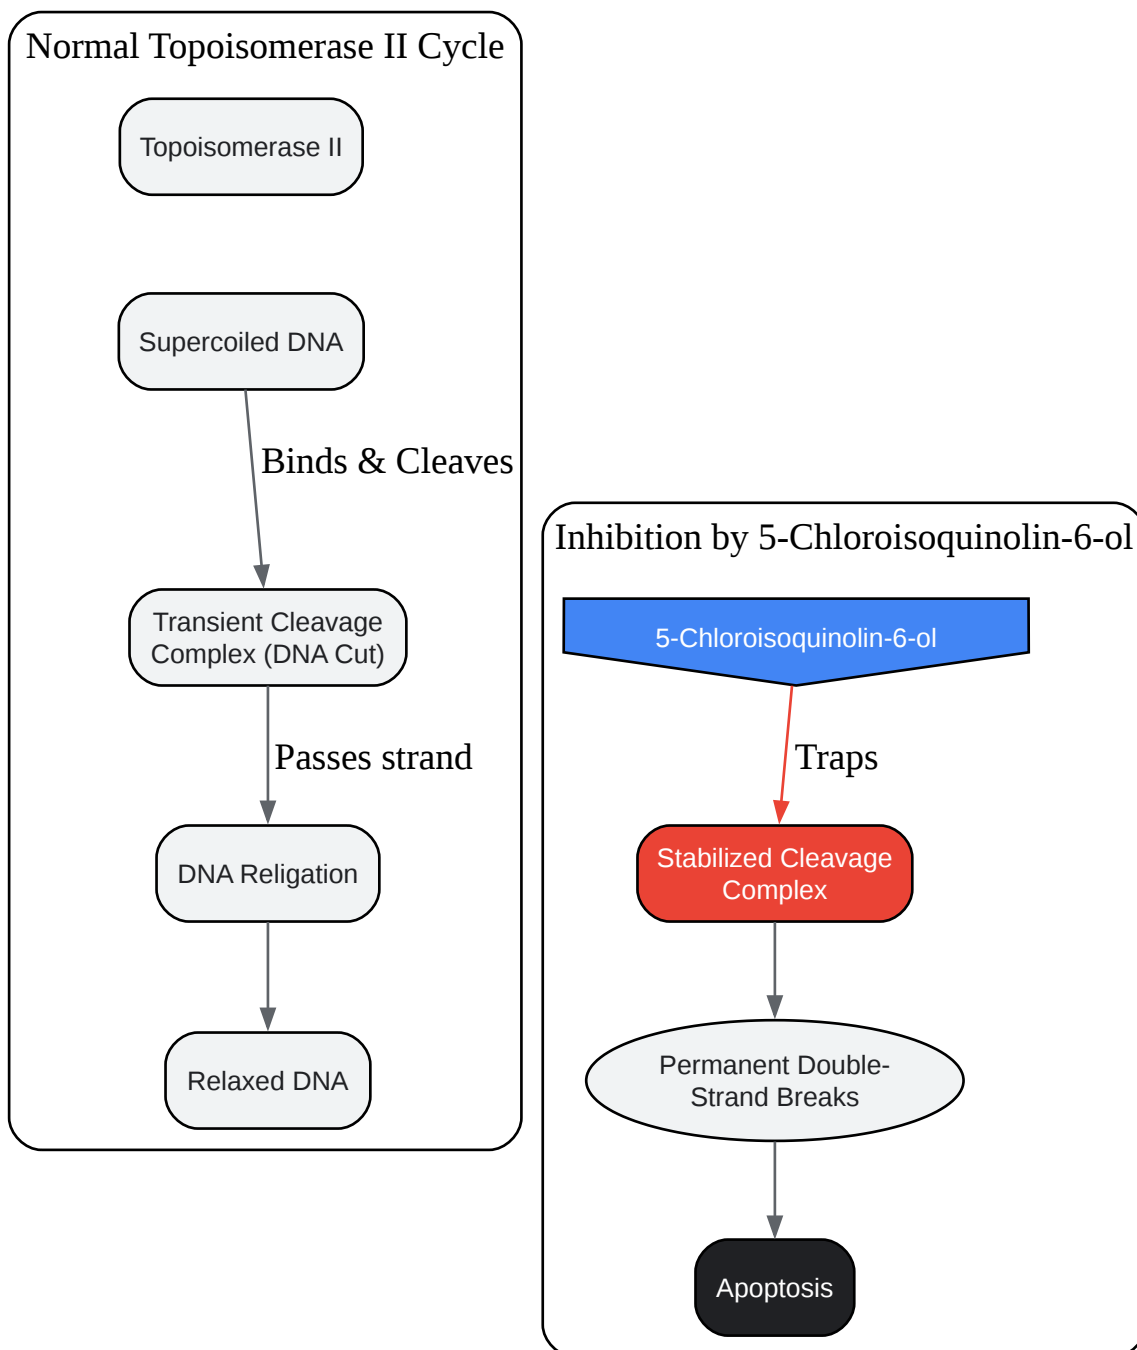 Normal Topoisomerase II Cycle
Topoisomerase II
Supercoiled DNA
Binds & Cleaves
Transient Cleavage
Complex (DNA Cut)
Passes strand
DNA Religation
Relaxed DNA
Inhibition by 5-Chloroisoquinolin-6-ol
5-Chloroisoquinolin-6-ol
Traps
Stabilized Cleavage
Complex
Permanent Double-
Strand Breaks
Apoptosis